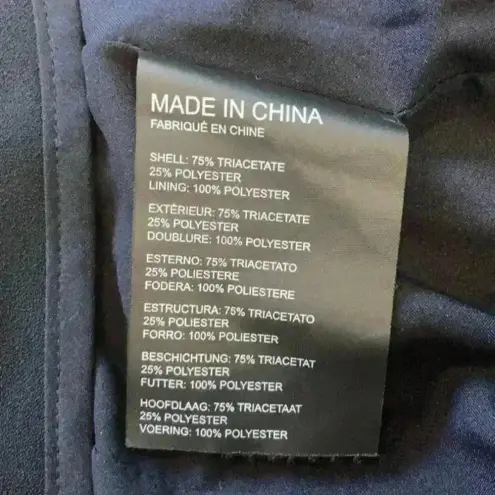 MADE IN CHINA
FABRIQUÉ EN CHINE
SHELL: 75% TRIACETATE
25% POLYESTER
LINING: 100% POLYESTER
EXTÉRIEUR: 75% TRIACETATE
25% POLYESTER
DOUBLURE: 100% POLYESTER
ESTERNO: 75% TRIACETATO
25% POLIESTERE
FODERA: 100% POLIESTERE
ESTRUCTURA: 75% TRIACETATO
25% POLIESTER
FORRO: 100% POLIESTER
BESCHICHTUNG: 75% TRIACETAT
25% POLYESTER
FUTTER: 100% POLYESTER
HOOFDLAAG: 75% TRIACETAAT
25% POLYESTER
VOERING: 100% POLYESTER